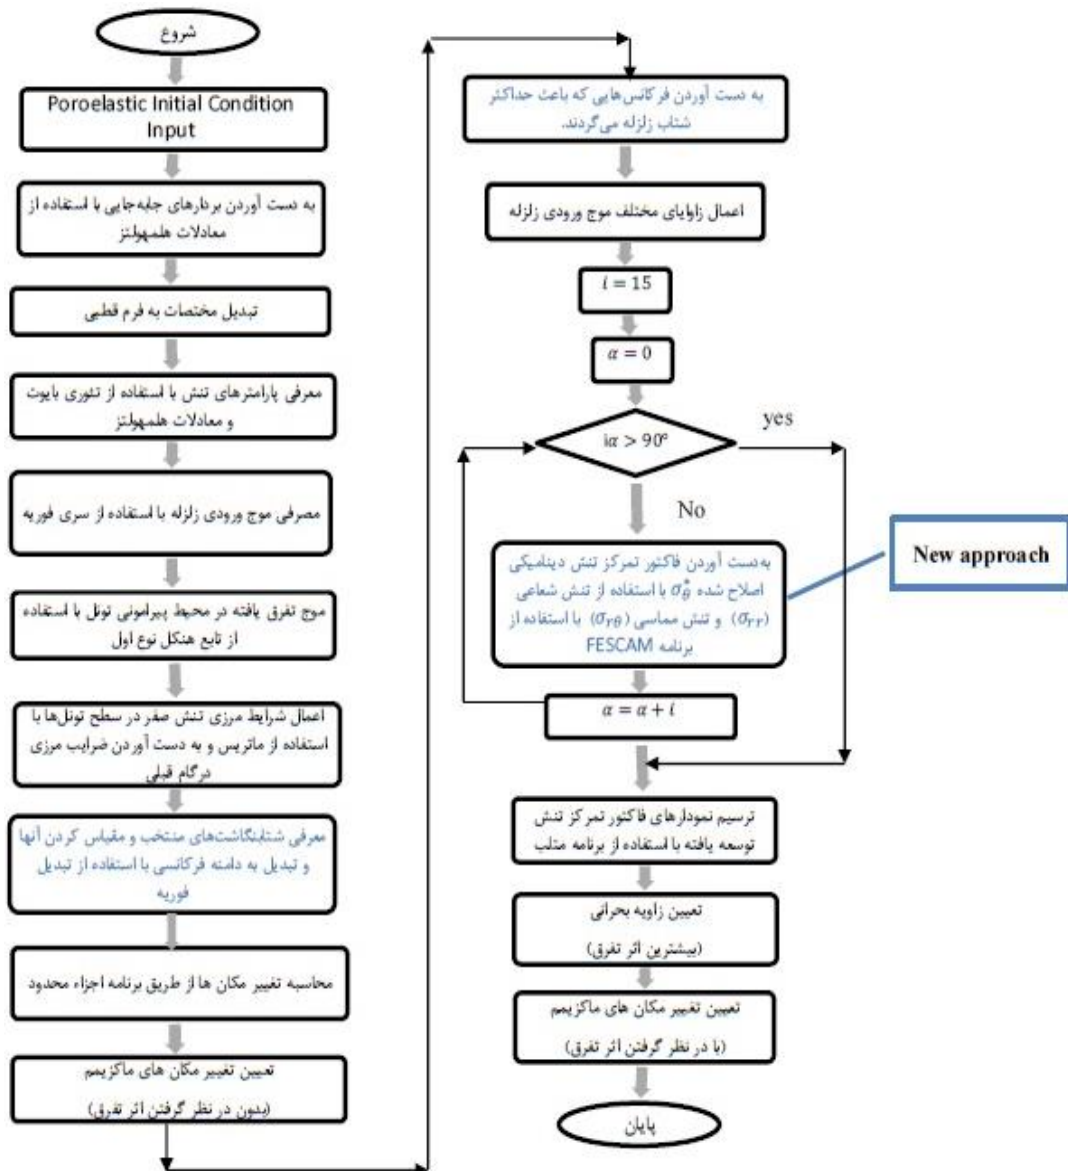 شروع
Poroelastic Initial Condition
Input
به دست آوردن بردارهای جابه‌جایی با استفاده از
معادلات هلمهولتز
تبدیل مختصات به فرم قطبی
معرفی پارامترهای تنش با استفاده از تئوری بایوت
و معادلات هلمهولتز
مصرفی موج ورودی زلزله با استفاده از سری فوریه
موج تفرق یافته در محیط پیرامونی تونل با استفاده
از تابع هنکل نوع اول
اعمال شرایط مرزی تنش صفر در سطح تونل‌ها با
استفاده از ماتریس و به دست آوردن ضرایب مرزی
درگام قبلی
معرفی شتابنگاشت‌های منتخب و مقیاس کردن آنها
و تبدیل به دامنه فرکانسی با استفاده از تبدیل
فوریه
محاسبه تغییر مکان ها از طریق برنامه اجزاء محدود
تعیین تغییر مکان های ماکزیمم
(بدون در نظر گرفتن اثر تفرق)
به دست آوردن فرکانس‌هایی که باعث حداکثر
شتاب زلزله می‌گردند.
اعمال زاوایای مختلف موج ورودی زلزله
i = 15
α = 0
iα > 90°
yes
No
به‌دست آوردن فاکتور تمرکز تنش دینامیکی
اصلاح شده σ*θ با استفاده از تنش شعاعی
(σrr) و تنش مماسی (σrθ) با استفاده از
برنامه FESCAM
New approach
α = α + i
ترسیم نمودارهای فاکتور تمرکز تنش
توسعه یافته با استفاده از برنامه متلب
تعیین زاویه بحرانی
(بیشترین اثر تفرق)
تعیین تغییر مکان های ماکزیمم
(با در نظر گرفتن اثر تفرق)
پایان